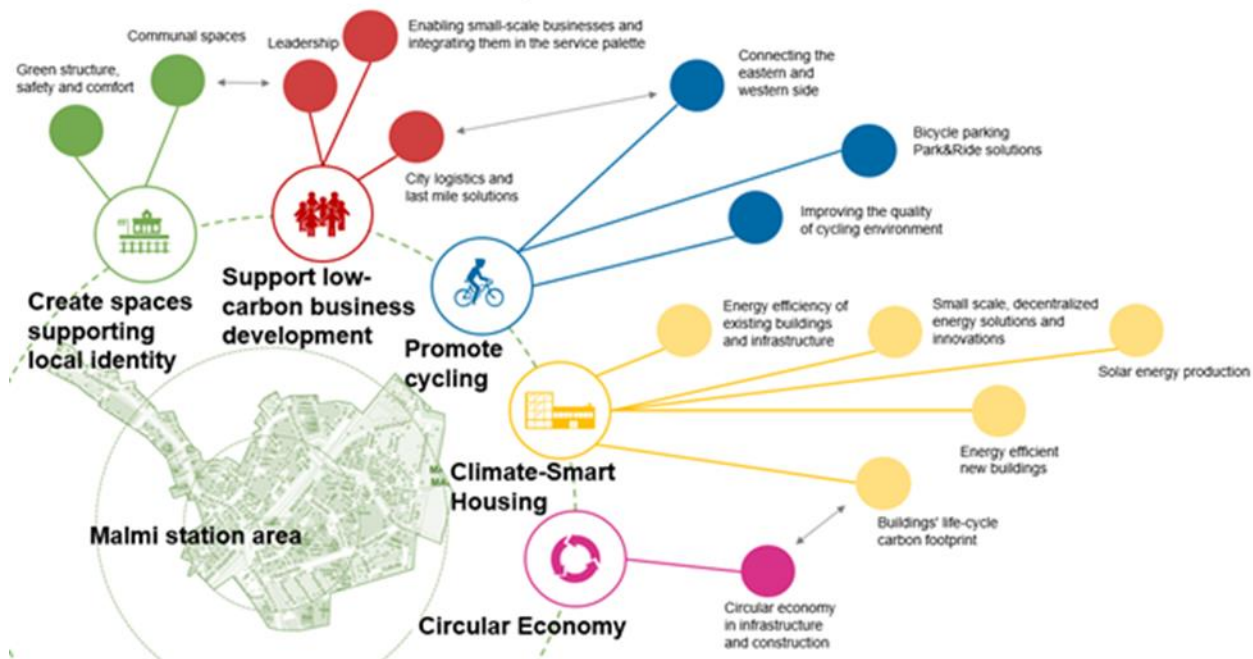 Communal spaces
Green structure,
safety and comfort
Leadership
Enabling small-scale businesses and
integrating them in the service palette
City logistics and
last mile solutions
Connecting the
eastern and
western side
Bicycle parking
Park&Ride solutions
Improving the quality
of cycling environment
Create spaces
supporting
local identity
Support low-
carbon business
development
Promote
cycling
Energy efficiency of
existing buildings
and infrastructure
Small scale, decentralized
energy solutions and
innovations
Solar energy production
Energy efficient
new buildings
Climate-Smart
Housing
Buildings' life-cycle
carbon footprint
Malmi station area
Circular Economy
Circular economy
in infrastructure
and construction